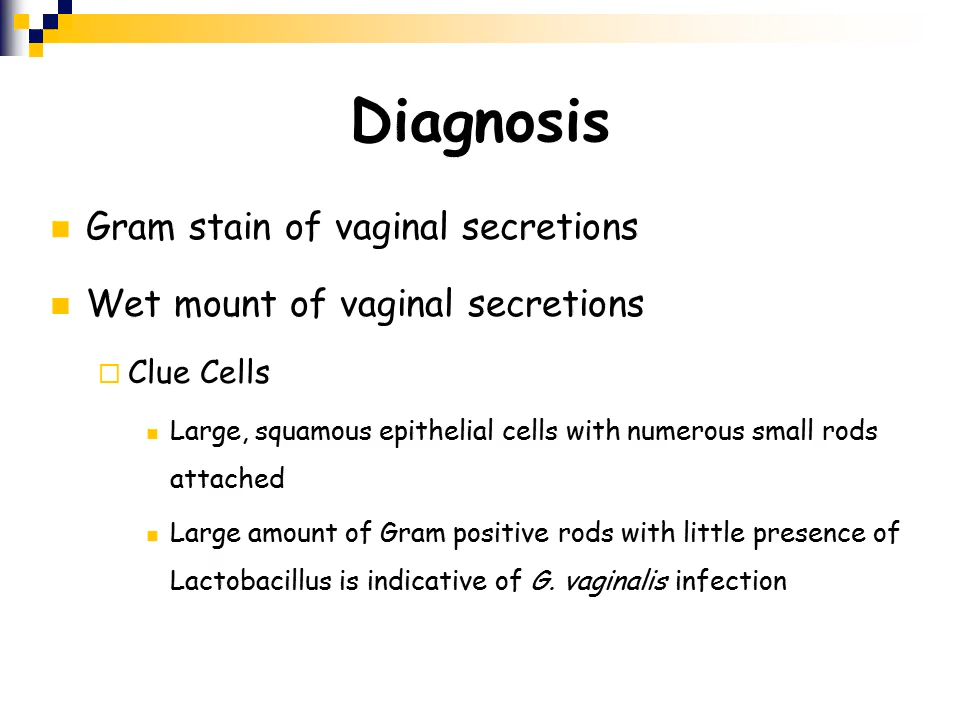 Diagnosis
Gram stain of vaginal secretions
Wet mount of vaginal secretions
Clue Cells
Large, squamous epithelial cells with numerous small rods
attached
Large amount of Gram positive rods with little presence of
Lactobacillus is indicative of G. vaginalis infection